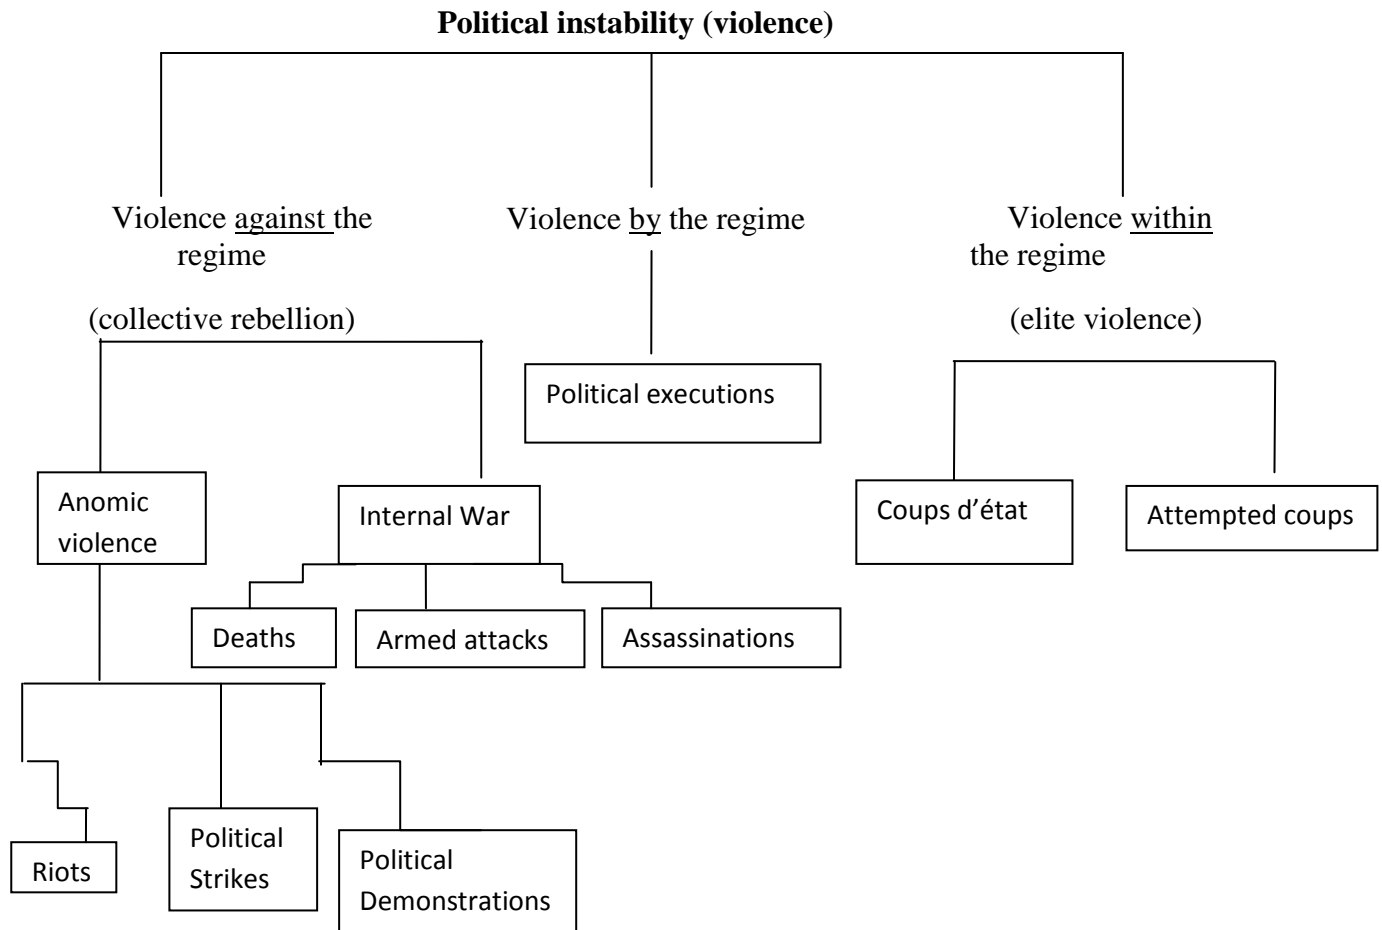 Political instability (violence)
Violence against the
regime
(collective rebellion)
Violence by the regime
Violence within
the regime
(elite violence)
Political executions
Anomic
violence
Internal War
Coups d’état
Attempted coups
Deaths
Armed attacks
Assassinations
Riots
Political
Strikes
Political
Demonstrations